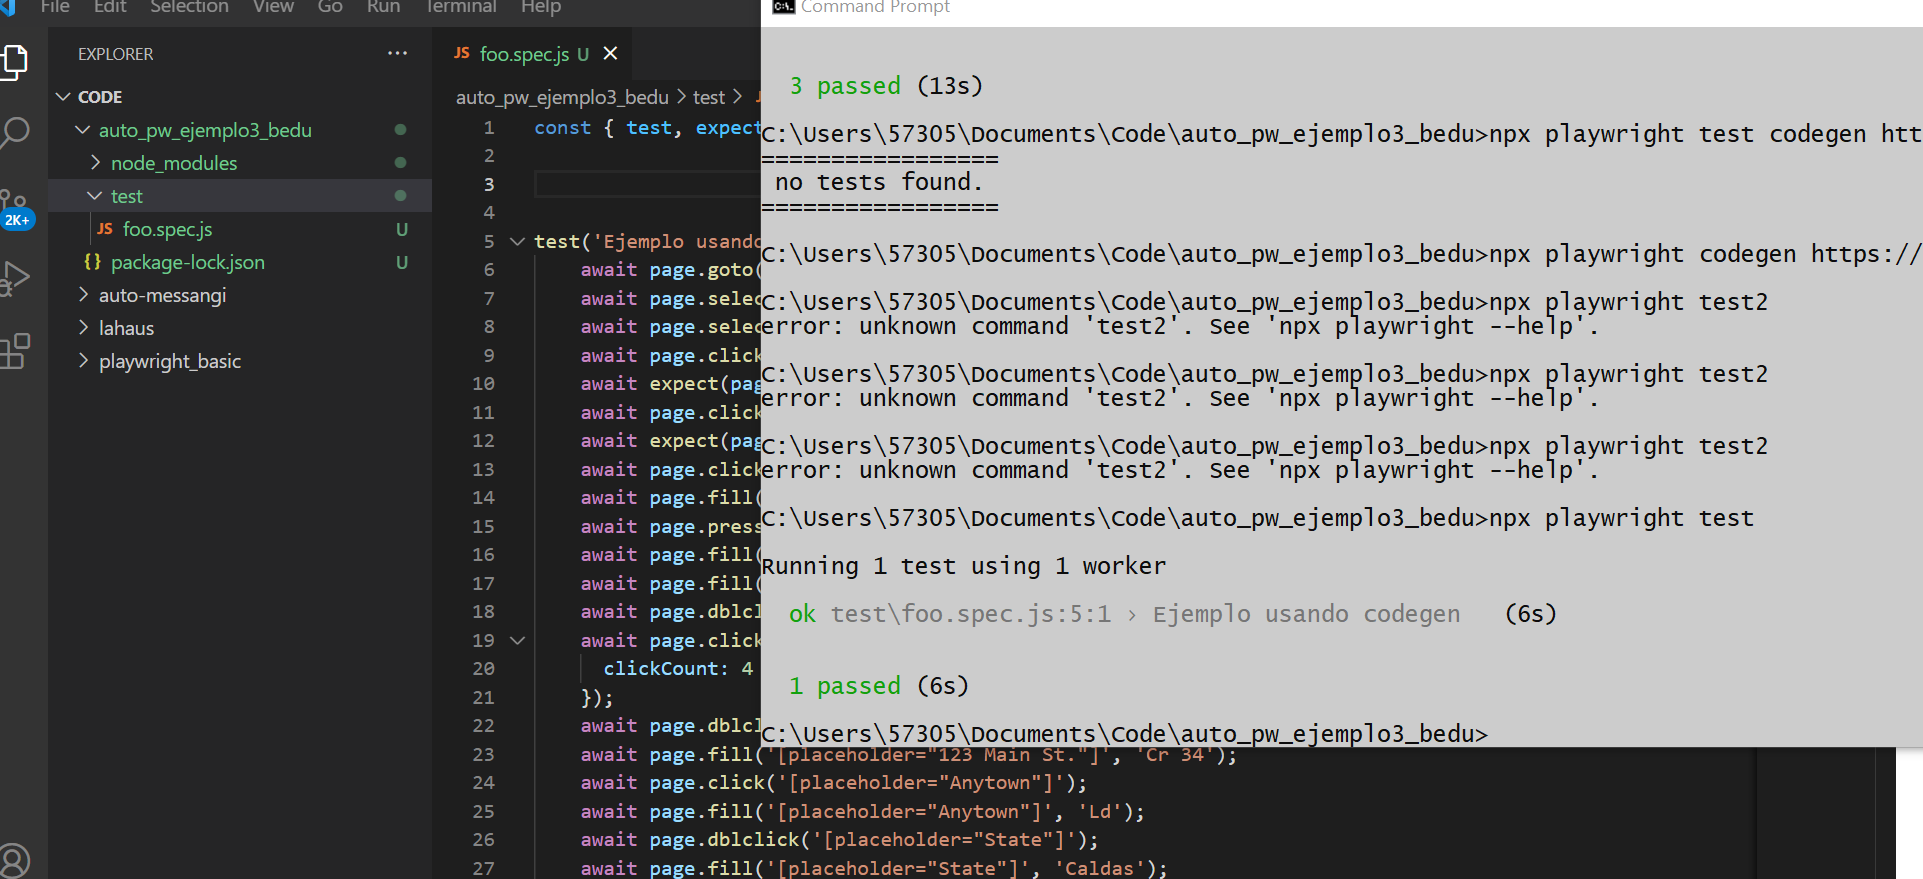 File Edit Selection View Go Run Terminal Help
EXPLORER ···
CODE
auto_pw_ejemplo3_bedu
node_modules
test
JS foo.spec.js U
{} package-lock.json U
auto-messangi
lahaus
playwright_basic
2K+
JS foo.spec.js U ×
auto_pw_ejemplo3_bedu > test >
1 const { test, expect
2
3
4
5 test('Ejemplo usando
6 await page.goto(
7 await page.selec
8 await page.selec
9 await page.click
10 await expect(pag
11 await page.click
12 await expect(pag
13 await page.click
14 await page.fill(
15 await page.press
16 await page.fill(
17 await page.fill(
18 await page.dblcl
19 await page.click
20 clickCount: 4
21 });
22 await page.dblcl
23 await page.fill('[placeholder="123 Main St."]', 'Cr 34');
24 await page.click('[placeholder="Anytown"]');
25 await page.fill('[placeholder="Anytown"]', 'Ld');
26 await page.dblclick('[placeholder="State"]');
27 await page.fill('[placeholder="State"]', 'Caldas');
C:\. Command Prompt
3 passed (13s)
C:\Users\57305\Documents\Code\auto_pw_ejemplo3_bedu>npx playwright test codegen htt
=================
no tests found.
=================
C:\Users\57305\Documents\Code\auto_pw_ejemplo3_bedu>npx playwright codegen https://
C:\Users\57305\Documents\Code\auto_pw_ejemplo3_bedu>npx playwright test2
error: unknown command 'test2'. See 'npx playwright --help'.
C:\Users\57305\Documents\Code\auto_pw_ejemplo3_bedu>npx playwright test2
error: unknown command 'test2'. See 'npx playwright --help'.
C:\Users\57305\Documents\Code\auto_pw_ejemplo3_bedu>npx playwright test2
error: unknown command 'test2'. See 'npx playwright --help'.
C:\Users\57305\Documents\Code\auto_pw_ejemplo3_bedu>npx playwright test
Running 1 test using 1 worker
ok test\foo.spec.js:5:1 › Ejemplo usando codegen (6s)
1 passed (6s)
C:\Users\57305\Documents\Code\auto_pw_ejemplo3_bedu>